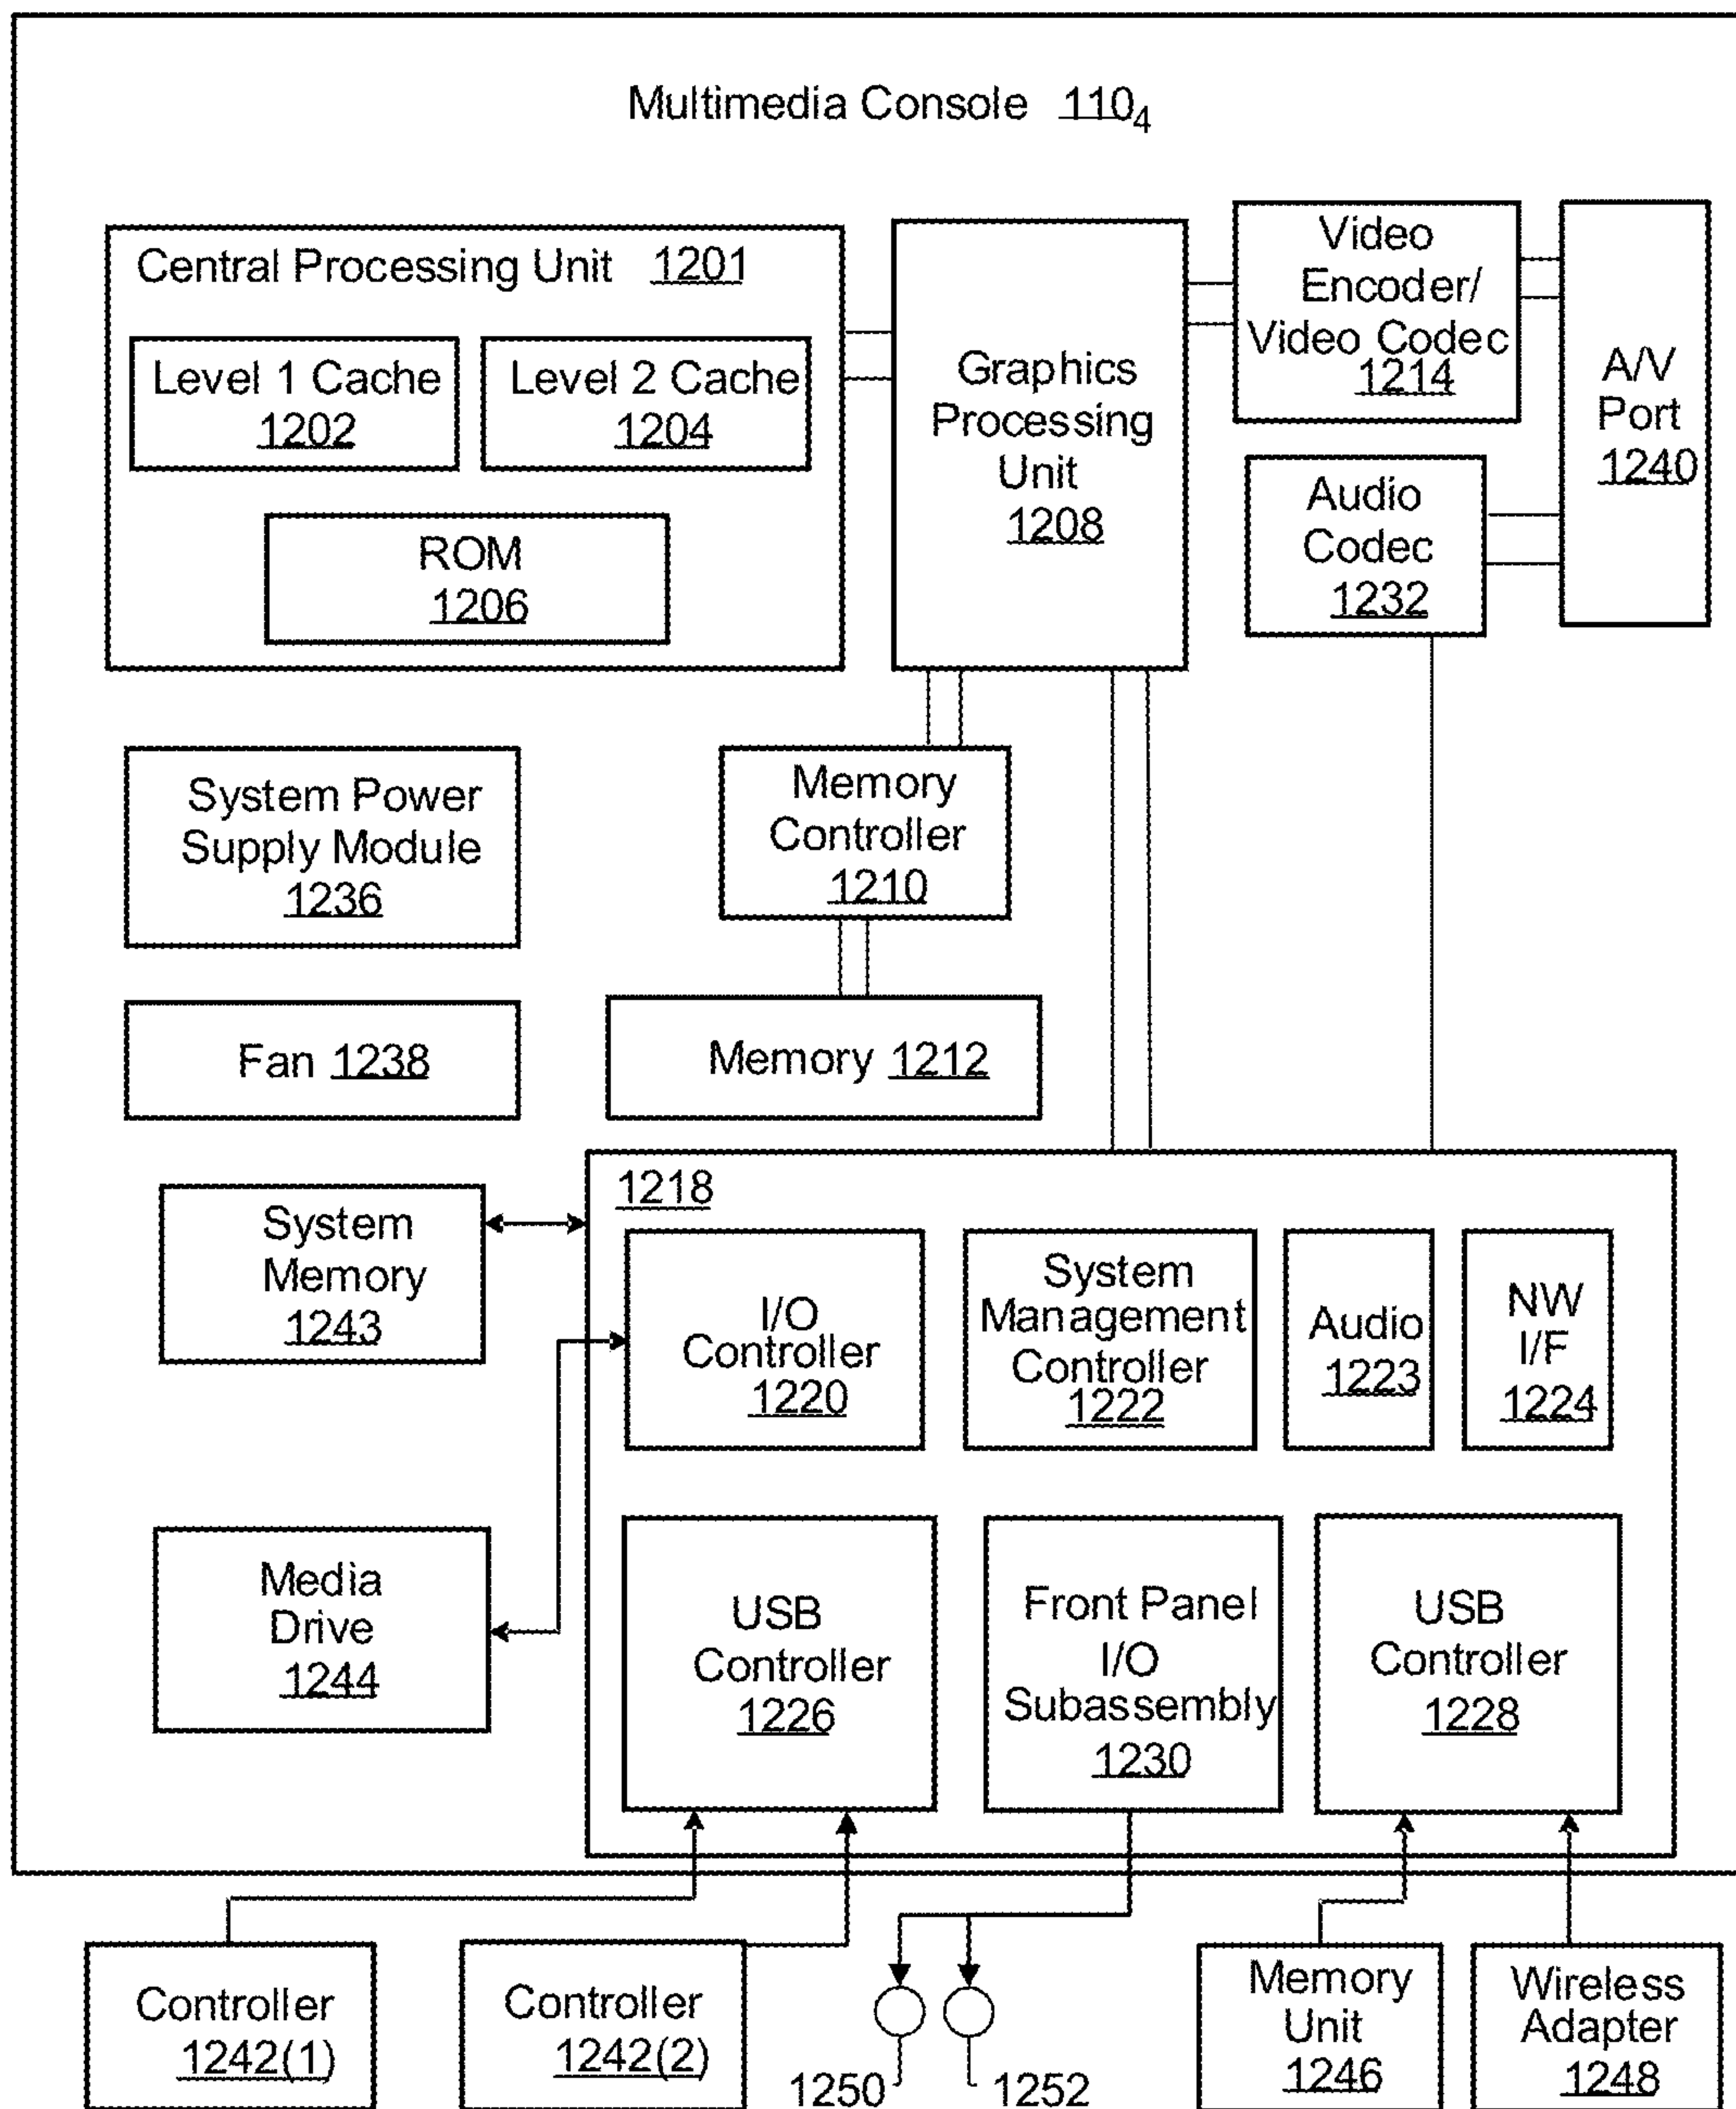 Multimedia Console 110₄
Central Processing Unit 1201
Level 1 Cache
1202
Level 2 Cache
1204
ROM
1206
Graphics
Processing
Unit
1208
Video
Encoder/
Video Codec
1214
A/V
Port
1240
Audio
Codec
1232
System Power
Supply Module
1236
Memory
Controller
1210
Fan 1238
Memory 1212
System
Memory
1243
1218
I/O
Controller
1220
System
Management
Controller
1222
Audio
1223
NW
I/F
1224
Media
Drive
1244
USB
Controller
1226
Front Panel
I/O
Subassembly
1230
USB
Controller
1228
Controller
1242(1)
Controller
1242(2)
1250
1252
Memory
Unit
1246
Wireless
Adapter
1248